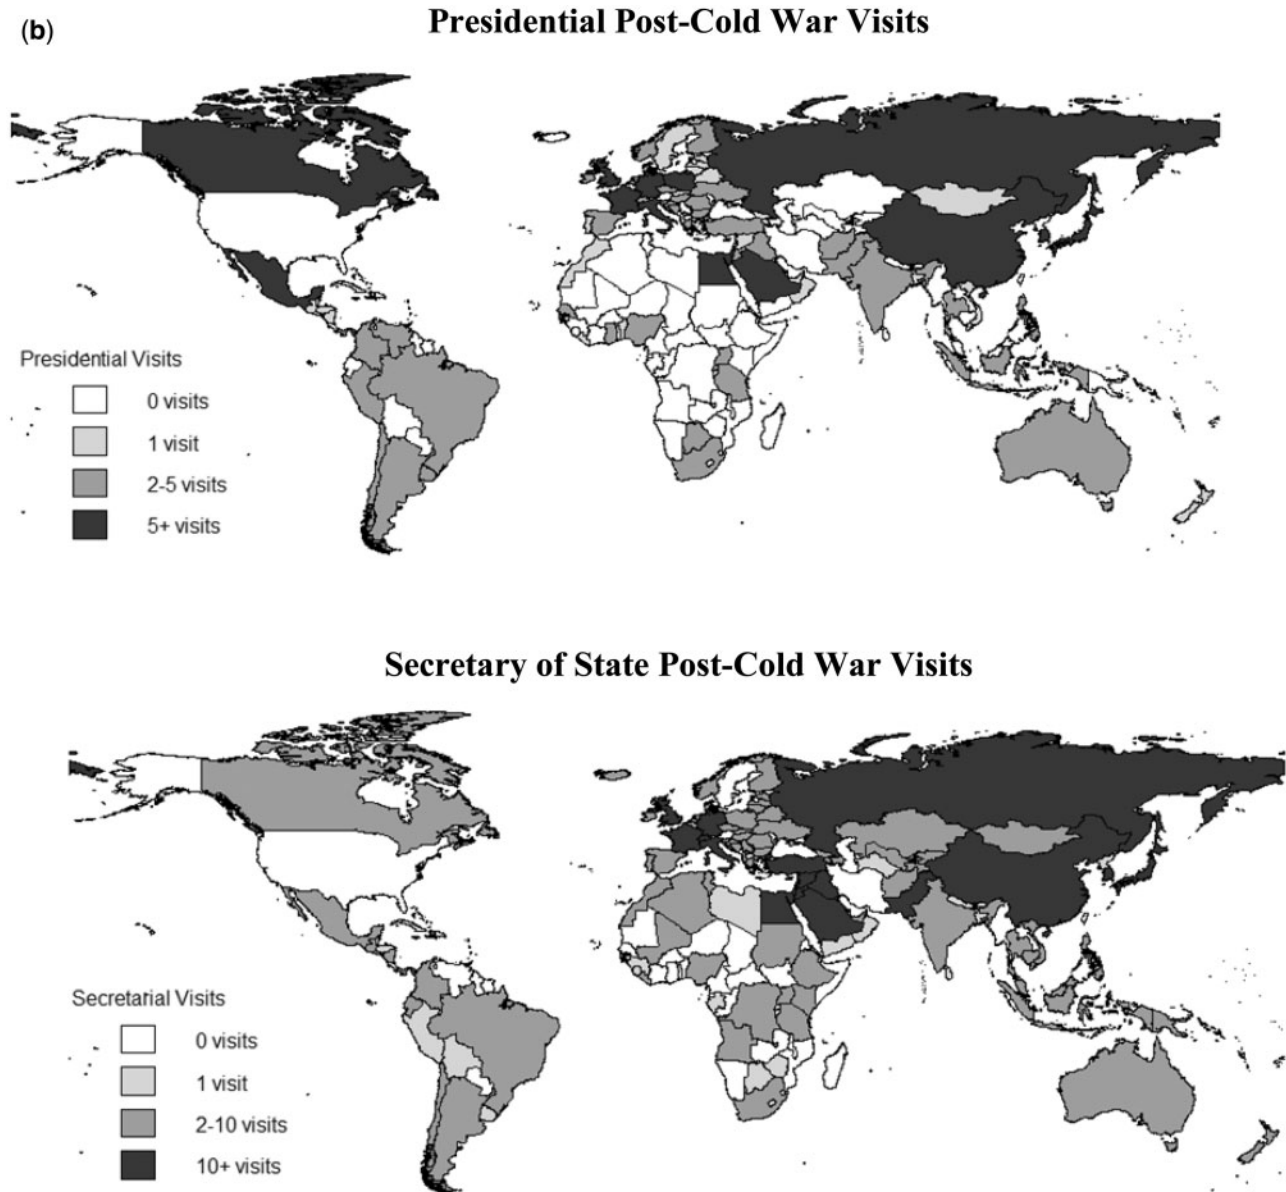 (b)
Presidential Post-Cold War Visits
Presidential Visits
0 visits
1 visit
2-5 visits
5+ visits
Secretary of State Post-Cold War Visits
Secretarial Visits
0 visits
1 visit
2-10 visits
10+ visits